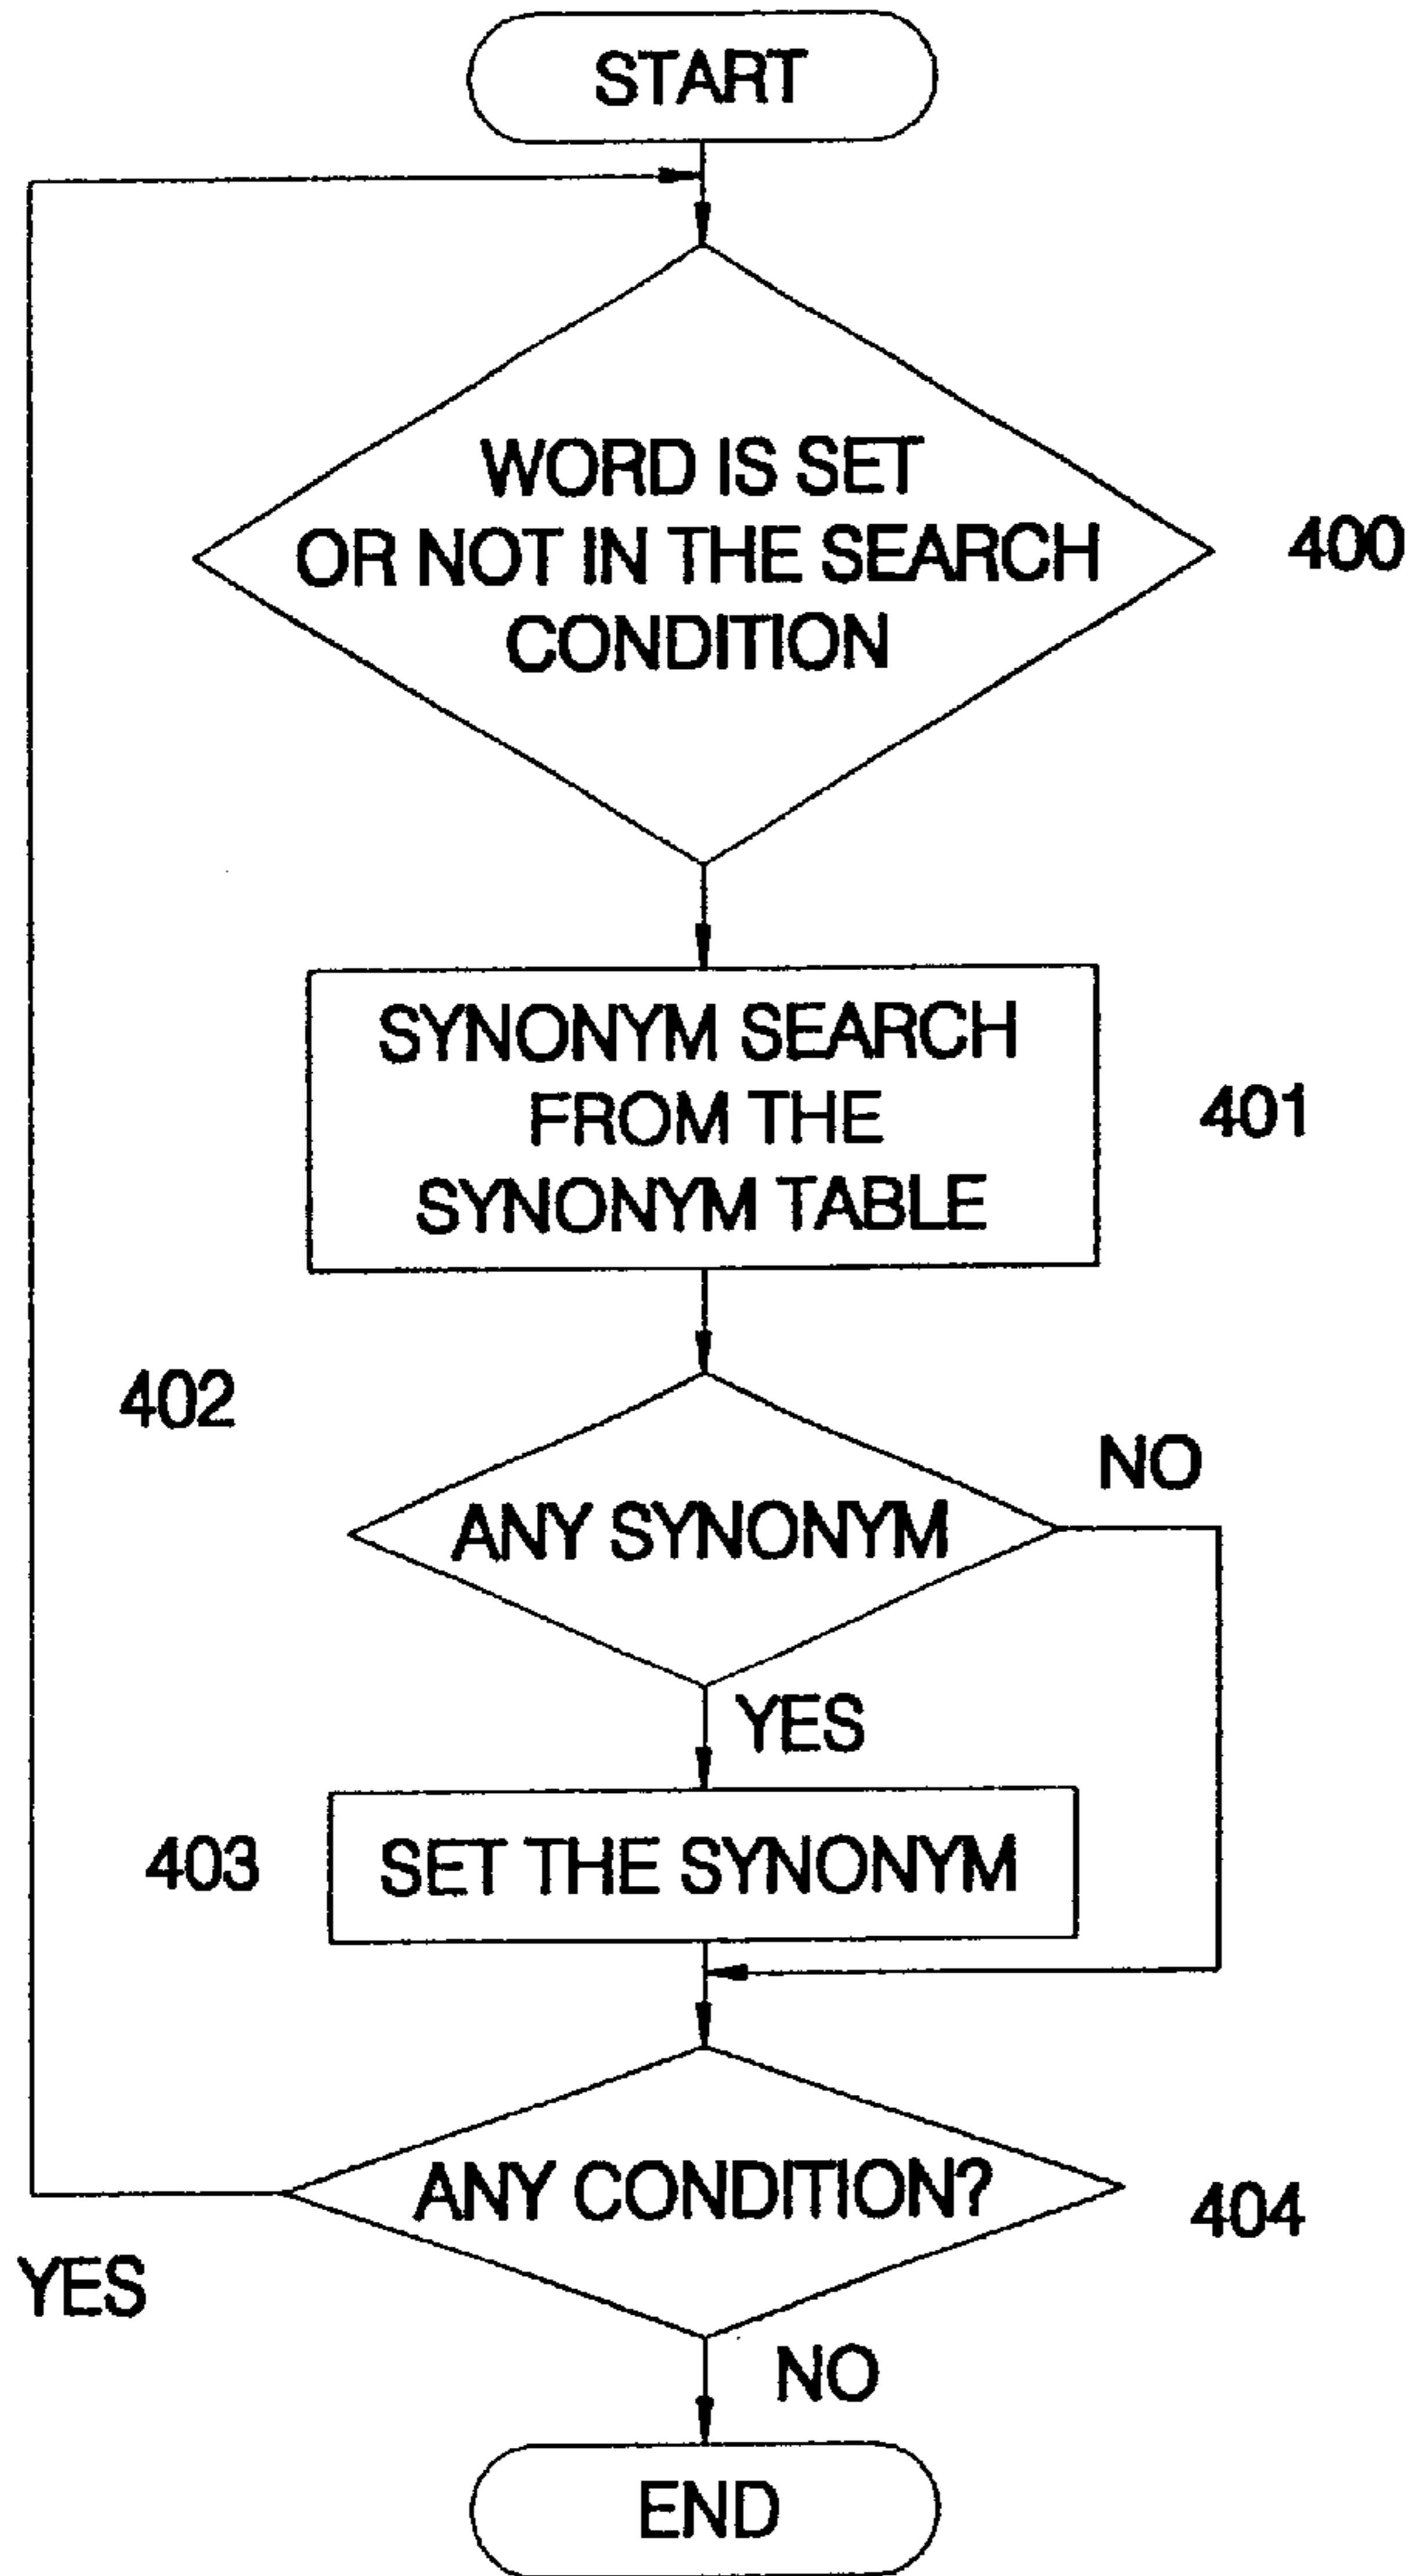 START
WORD IS SET
OR NOT IN THE SEARCH
CONDITION
400
SYNONYM SEARCH
FROM THE
SYNONYM TABLE
401
402
ANY SYNONYM
NO
YES
403
SET THE SYNONYM
ANY CONDITION?
404
YES
NO
END